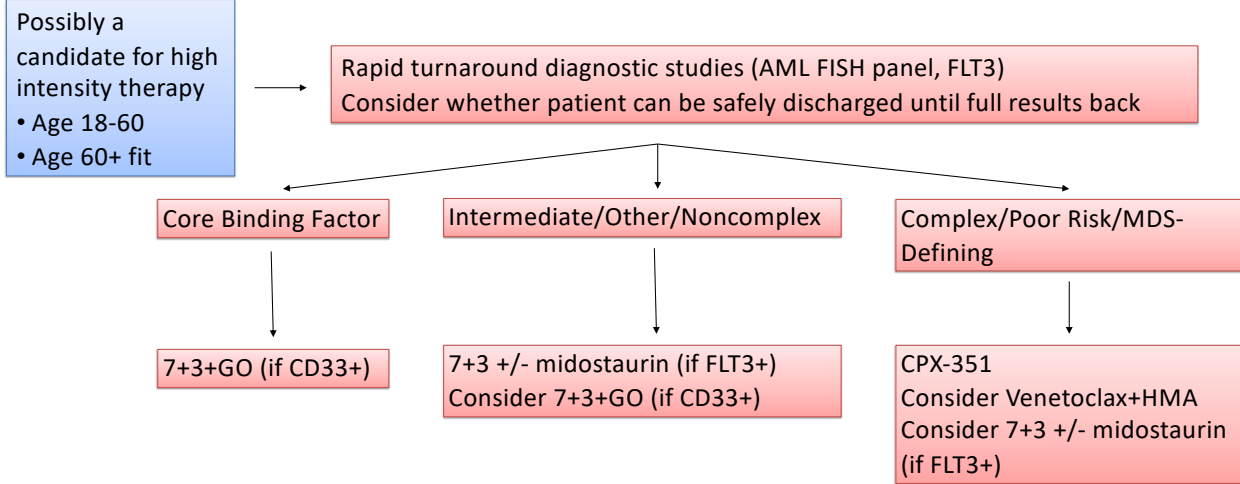 Possibly a
candidate for high
intensity therapy
• Age 18-60
• Age 60+ fit
Rapid turnaround diagnostic studies (AML FISH panel, FLT3)
Consider whether patient can be safely discharged until full results back
Core Binding Factor
Intermediate/Other/Noncomplex
Complex/Poor Risk/MDS-
Defining
7+3+GO (if CD33+)
7+3 +/- midostaurin (if FLT3+)
Consider 7+3+GO (if CD33+)
CPX-351
Consider Venetoclax+HMA
Consider 7+3 +/- midostaurin
(if FLT3+)